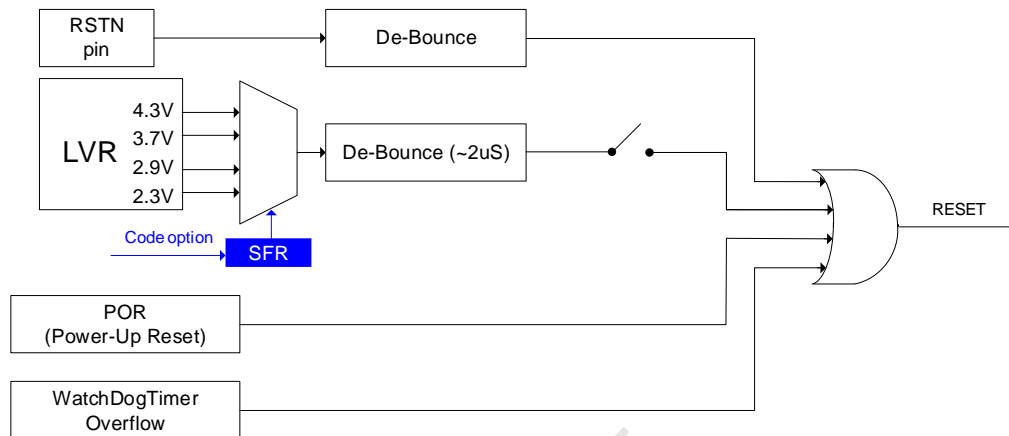 RSTN
pin
De-Bounce
LVR
4.3V
3.7V
2.9V
2.3V
De-Bounce (~2uS)
RESET
Code option
SFR
POR
(Power-Up Reset)
WatchDogTimer
Overflow